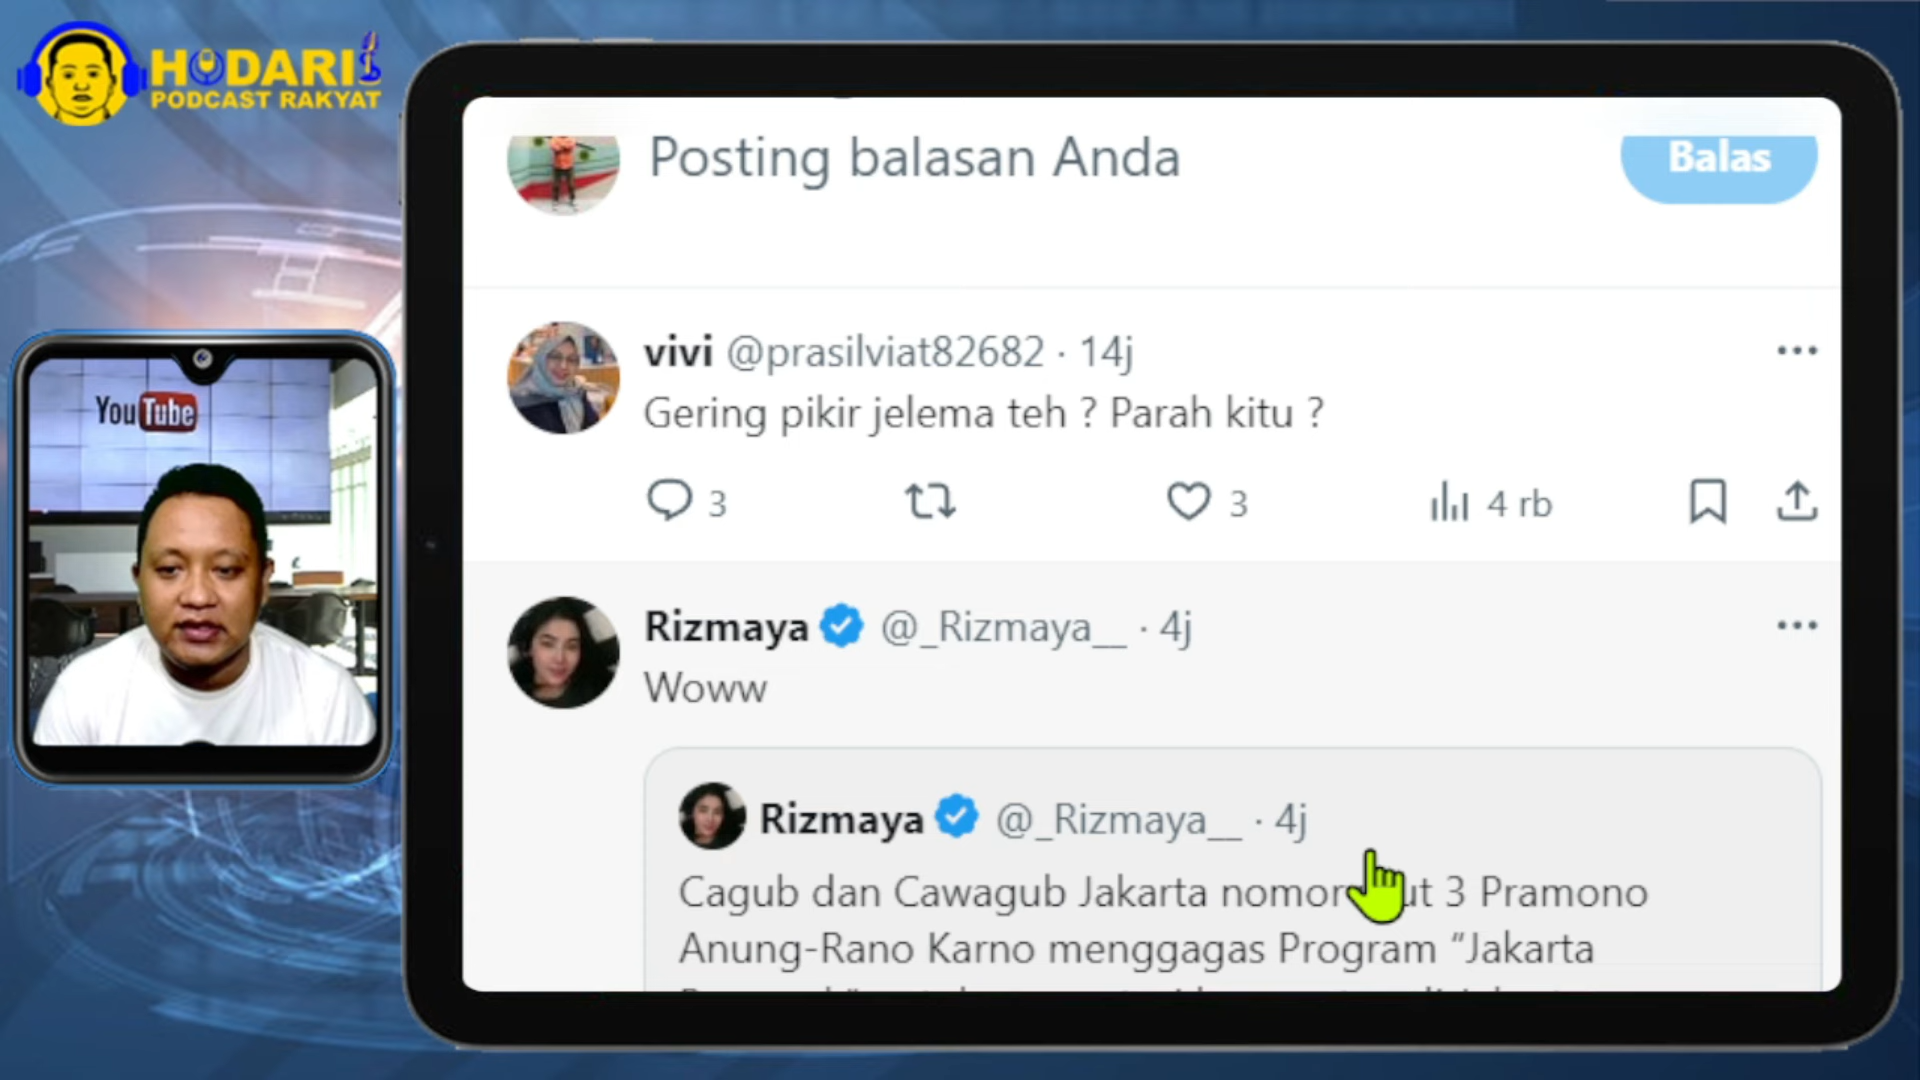 HODARI
PODCAST RAKYAT
Posting balasan Anda
Balas
vivi @prasilviat82682 · 14j
Gering pikir jelema teh ? Parah kitu ?
3
3
4 rb
YouTube
Rizmaya @_Rizmaya__ · 4j
Woww
Rizmaya @_Rizmaya__ · 4j
Cagub dan Cawagub Jakarta nomor ut 3 Pramono
Anung-Rano Karno menggagas Program “Jakarta